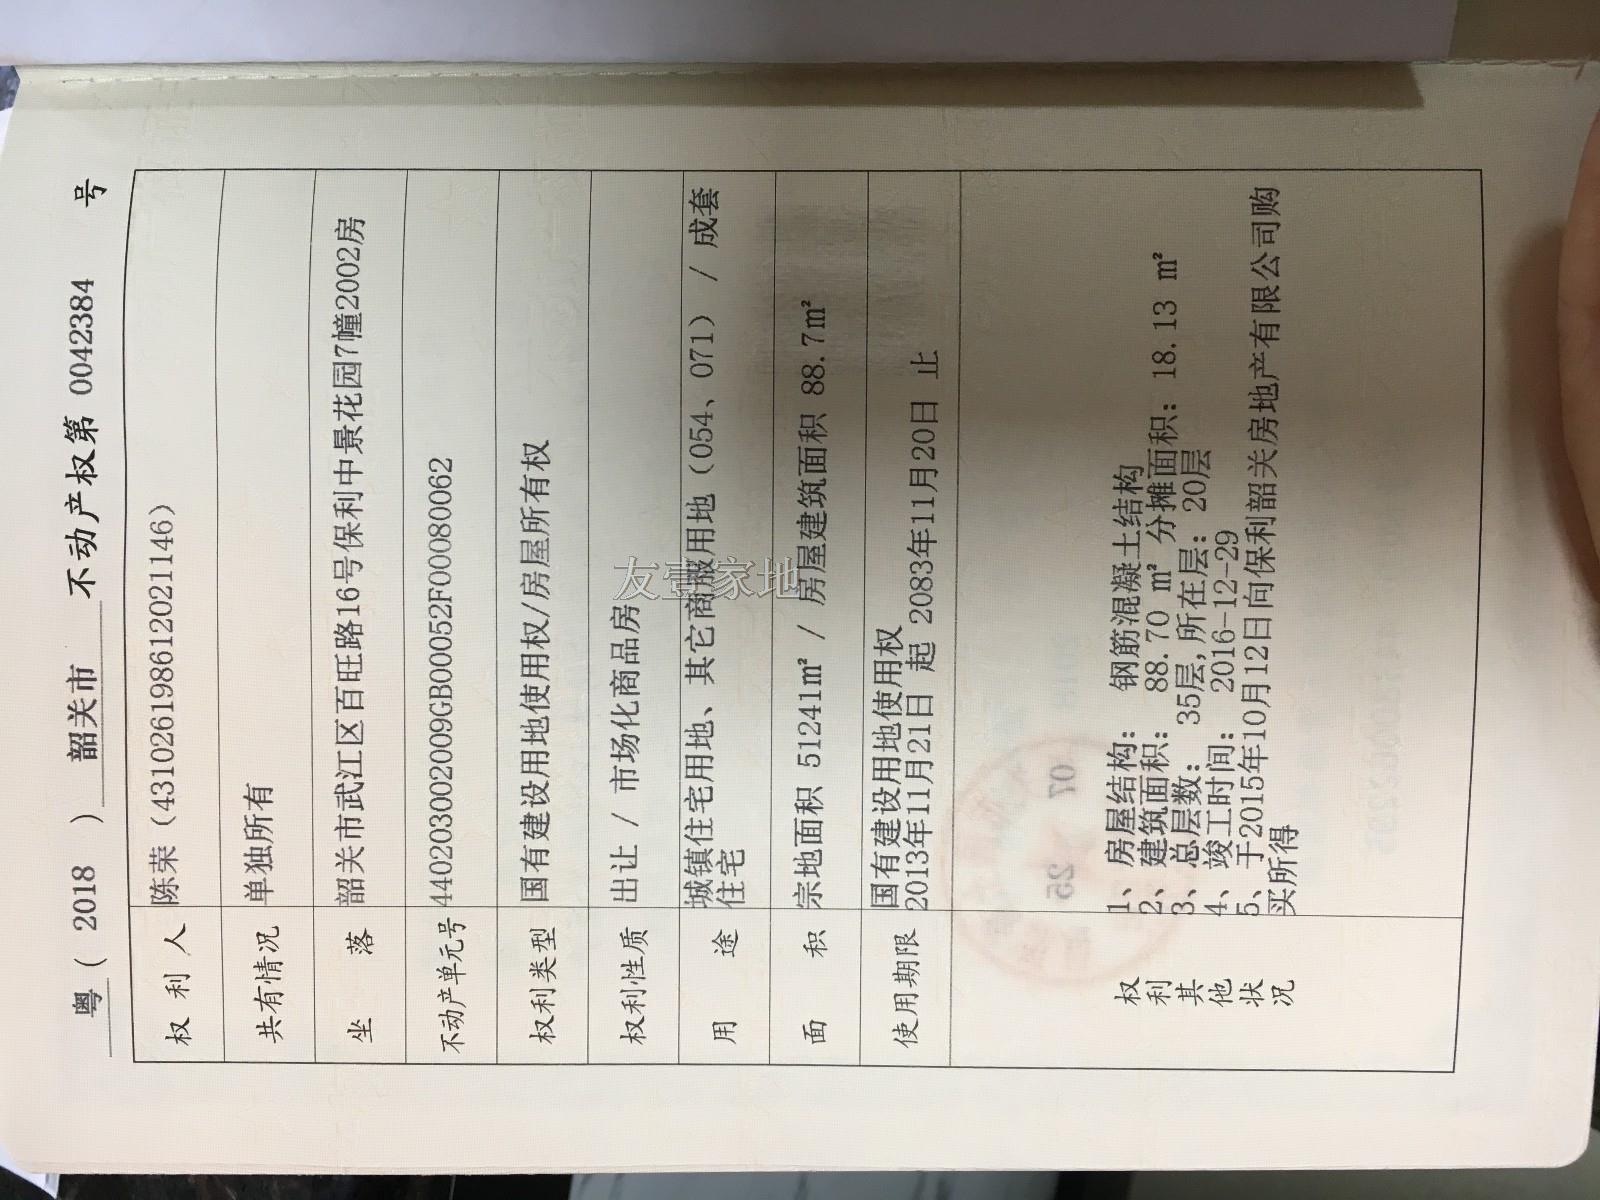 粤（ 2018 ） 韶关市 不动产权第 0042384 号
权利人 陈荣（431026198612021146）
共有情况 单独所有
坐落 韶关市武江区百旺路16号保利中景花园7幢2002房
不动产单元号 440203002009GB00052F00080062
权利类型 国有建设用地使用权/房屋所有权
权利性质 出让 / 市场化商品房
用途 城镇住宅用地、其它商服用地（054、071） / 成套
住宅
面积 宗地面积 51241㎡ / 房屋建筑面积 88.7㎡
使用期限 国有建设用地使用权
2013年11月21日 起 2083年11月20日 止
权利其他状况
1、房屋结构： 钢筋混凝土结构
2、建筑面积： 88.70 ㎡ 分摊面积： 18.13 ㎡
3、总层数： 35层,所在层： 20层
4、竣工时间： 2016-12-29
5、于2015年10月12日向保利韶关房地产有限公司购
买所得
友壹家地